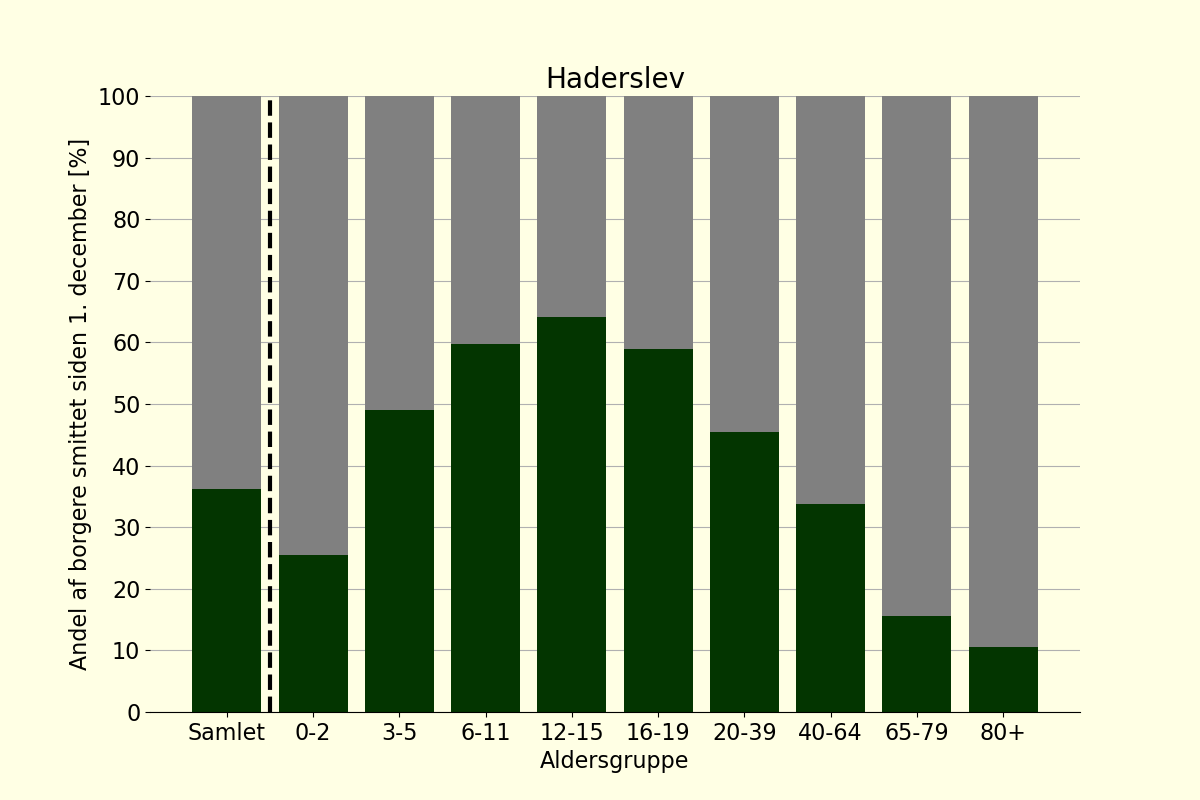 Haderslev
Andel af borgere smittet siden 1. december [%]
100
90
80
70
60
50
40
30
20
10
0
Samlet 0-2 3-5 6-11 12-15 16-19 20-39 40-64 65-79 80+
Aldersgruppe